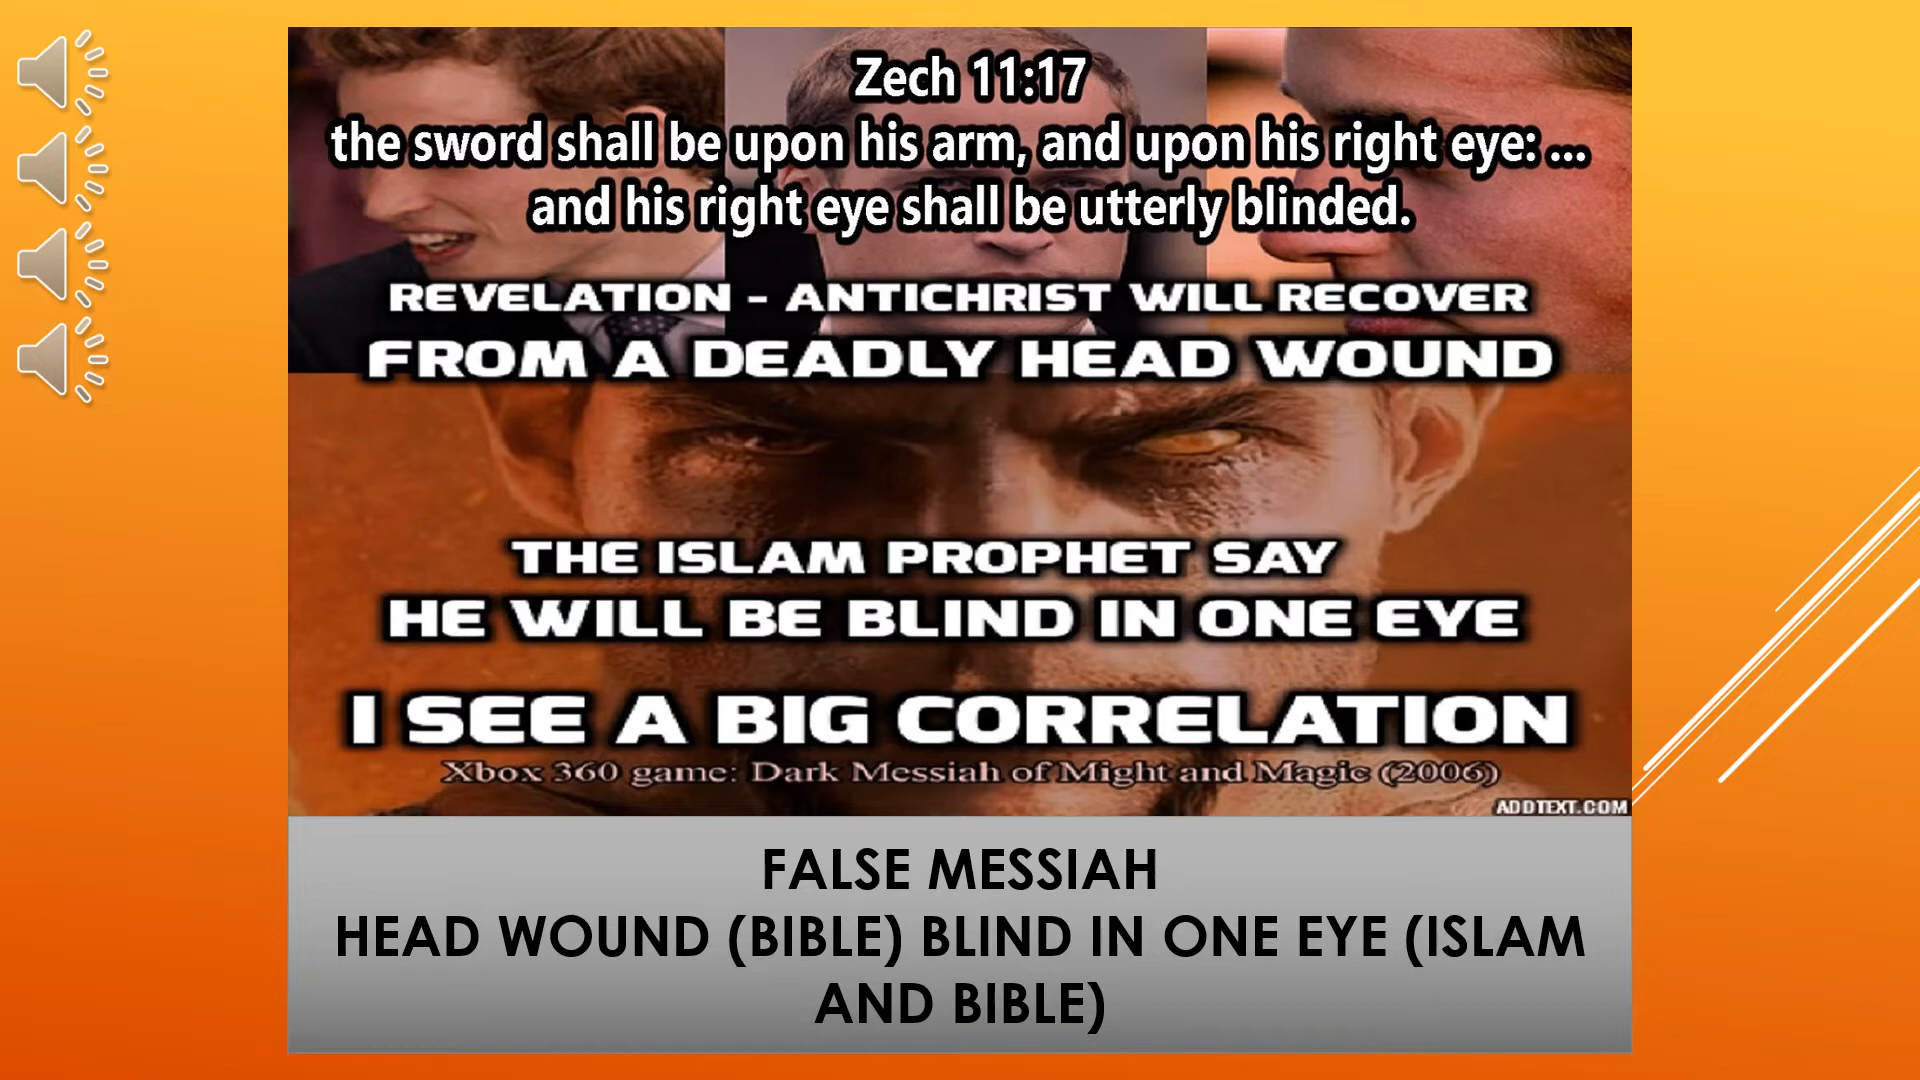 Zech 11:17
the sword shall be upon his arm, and upon his right eye: ...
and his right eye shall be utterly blinded.
REVELATION - ANTICHRIST WILL RECOVER
FROM A DEADLY HEAD WOUND
THE ISLAM PROPHET SAY
HE WILL BE BLIND IN ONE EYE
I SEE A BIG CORRELATION
Xbox 360 game: Dark Messiah of Might and Magic (2006)
ADDTEXT.COM
FALSE MESSIAH
HEAD WOUND (BIBLE) BLIND IN ONE EYE (ISLAM
AND BIBLE)